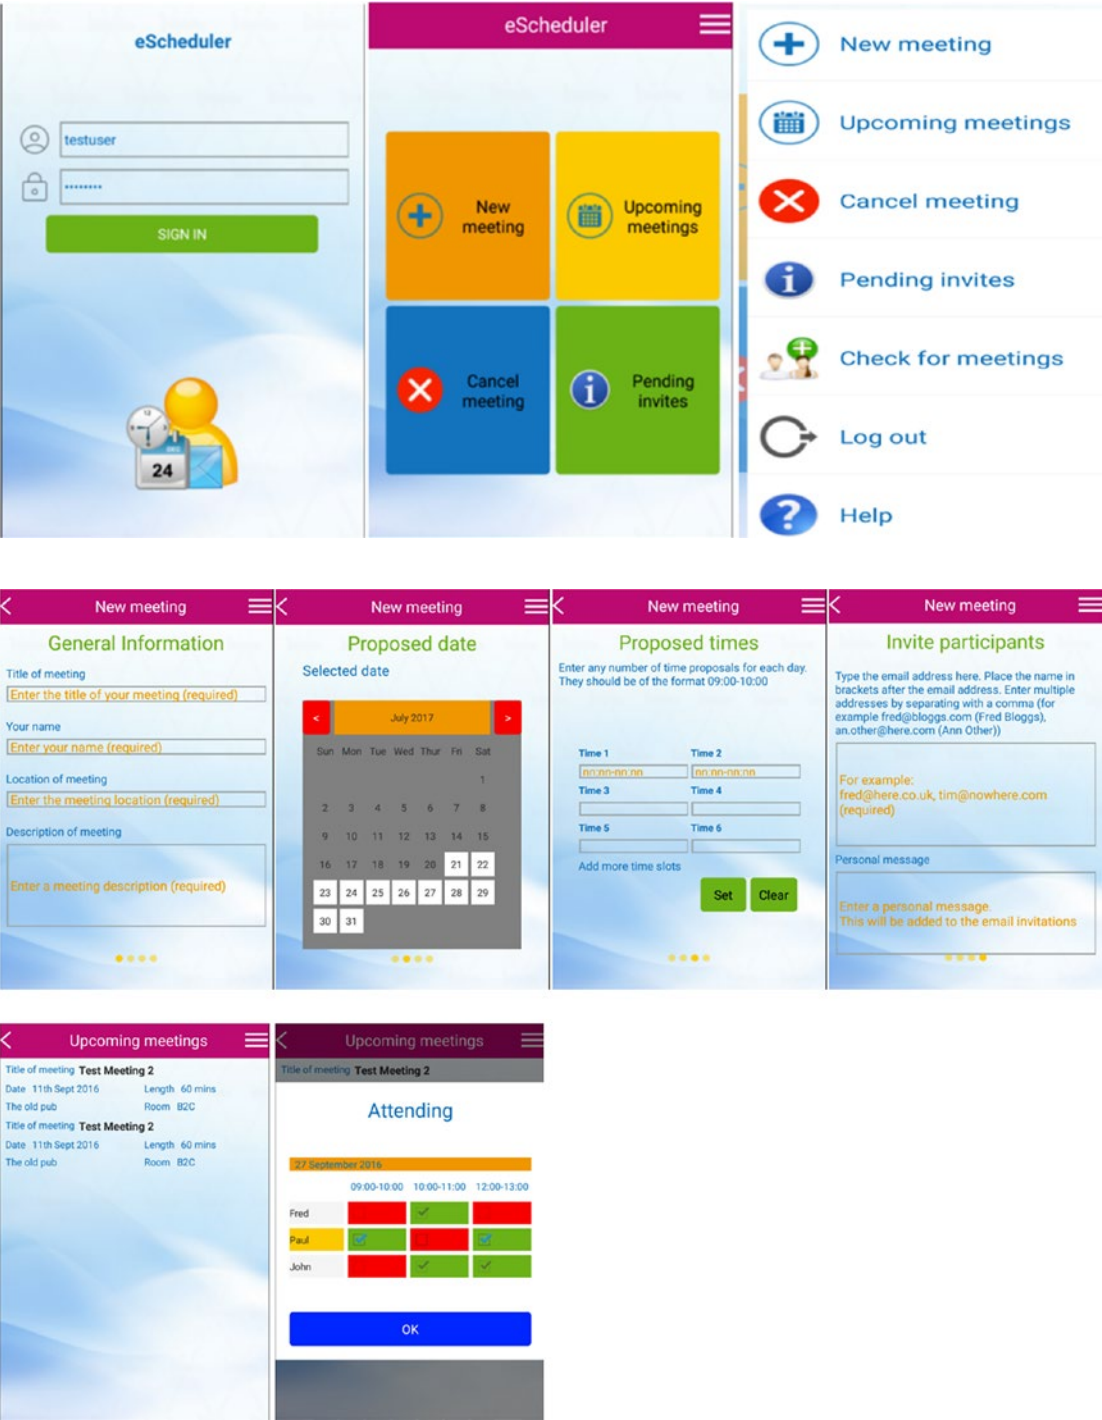 eScheduler
testuser
••••••••
SIGN IN
12
DEC
24
eScheduler
New
meeting
Upcoming
meetings
Cancel
meeting
Pending
invites
New meeting
Upcoming meetings
Cancel meeting
Pending invites
Check for meetings
Log out
Help
New meeting
General Information
Title of meeting
Enter the title of your meeting (required)
Your name
Enter your name (required)
Location of meeting
Enter the meeting location (required)
Description of meeting
Enter a meeting description (required)
New meeting
Proposed date
Selected date
< July 2017 >
Sun Mon Tue Wed Thur Fri Sat
1
2 3 4 5 6 7 8
9 10 11 12 13 14 15
16 17 18 19 20 21 22
23 24 25 26 27 28 29
30 31
New meeting
Proposed times
Enter any number of time proposals for each day.
They should be of the format 09:00-10:00
Time 1 Time 2
nn:nn-nn:nn nn:nn-nn:nn
Time 3 Time 4
Time 5 Time 6
Add more time slots
Set Clear
New meeting
Invite participants
Type the email address here. Place the name in
brackets after the email address. Enter multiple
addresses by separating with a comma (for
example fred@bloggs.com (Fred Bloggs),
an.other@here.com (Ann Other))
For example:
fred@here.co.uk, tim@nowhere.com
(required)
Personal message
Enter a personal message.
This will be added to the email invitations
Upcoming meetings
Title of meeting Test Meeting 2
Date 11th Sept 2016 Length 60 mins
The old pub Room B2C
Title of meeting Test Meeting 2
Date 11th Sept 2016 Length 60 mins
The old pub Room B2C
Upcoming meetings
Title of meeting Test Meeting 2
Attending
27 September 2016
09:00-10:00 10:00-11:00 12:00-13:00
Fred
Paul
John
OK